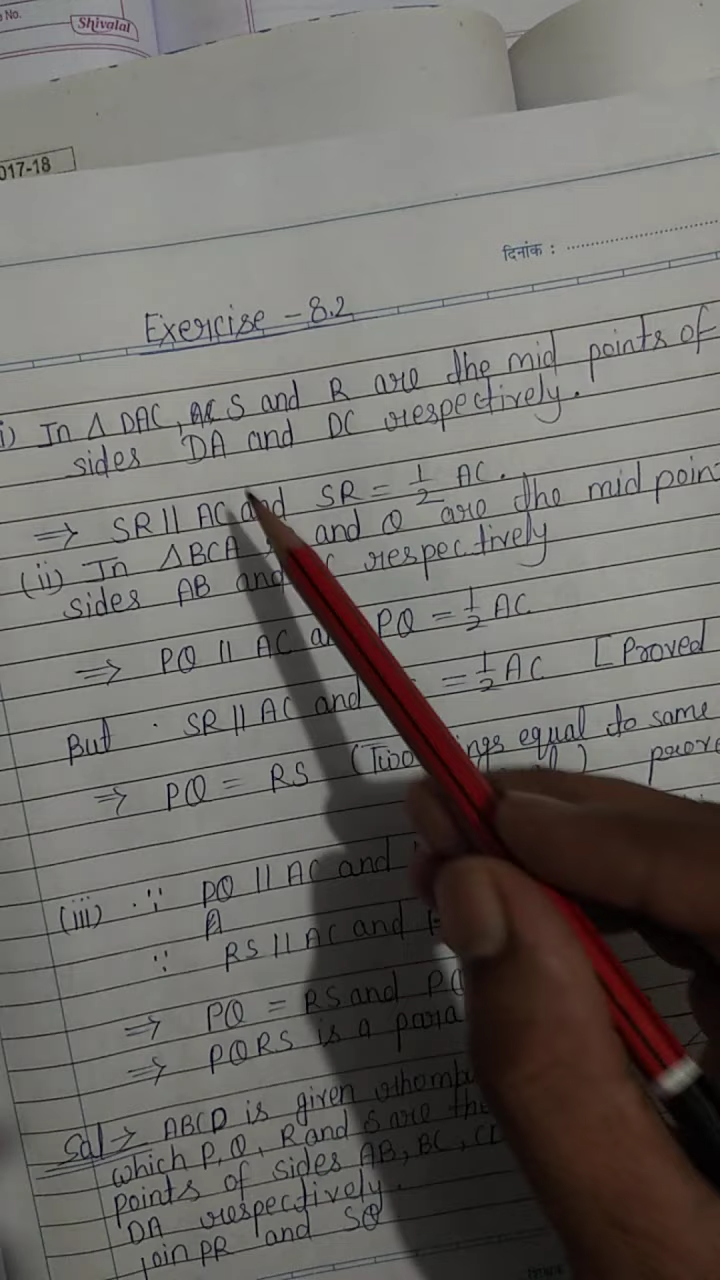 No.
Shivalal
017-18
दिनांक :
Exercise - 8.2
i) In Δ DAC, S and R are the mid points of
sides DA and DC respectively.
⇒ SR || AC and SR = 1/2 AC.
(ii) In ΔBCA and Q are the mid point
sides AB and respectively
⇒ PQ || AC PQ = 1/2 AC
But SR || AC and = 1/2 AC [Proved
⇒ PQ = RS (Two equal to same
(iii) ∵ PQ || AC and
∵ RS || AC and
⇒ PQ = RS and
⇒ PQRS is a
Sol → ABCD is given
which P, Q, R and S are
points of sides AB, BC,
DA respectively.
join PR and SQ